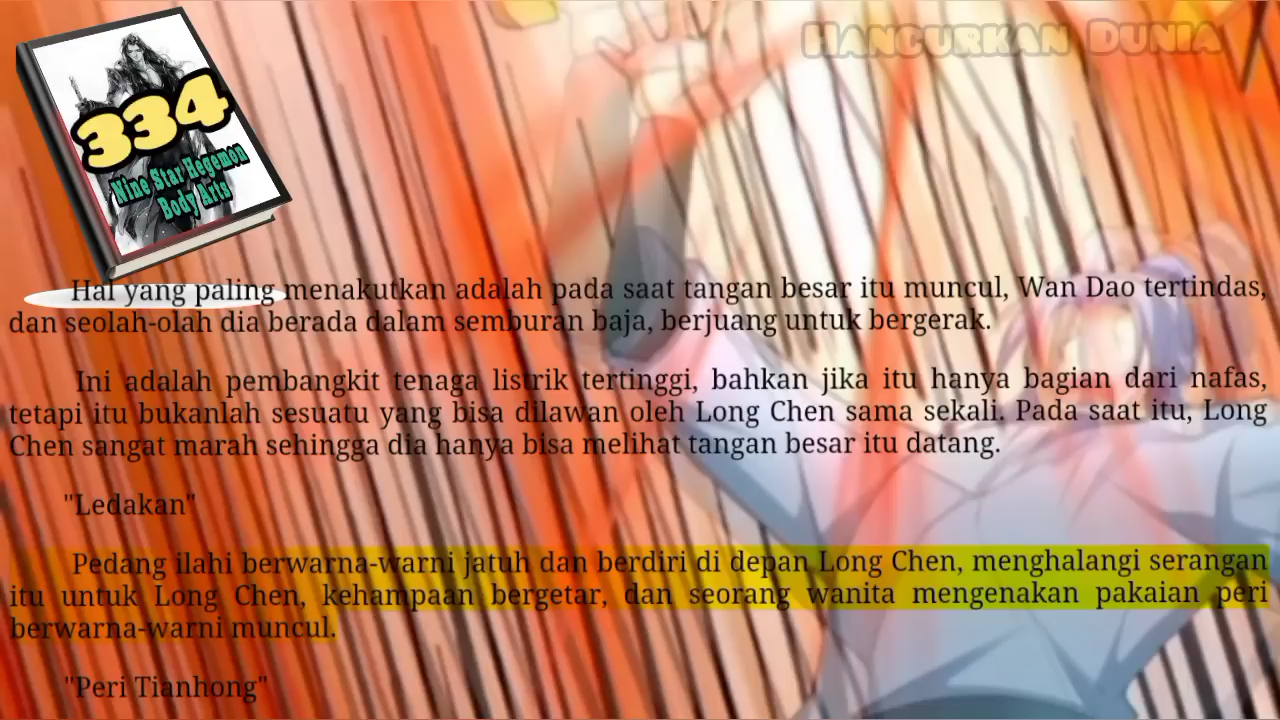 Hancurkan Dunia
334
Nine Star Hegemon
Body Arts
Hal yang paling menakutkan adalah pada saat tangan besar itu muncul, Wan Dao tertindas,
dan seolah-olah dia berada dalam semburan baja, berjuang untuk bergerak.
Ini adalah pembangkit tenaga listrik tertinggi, bahkan jika itu hanya bagian dari nafas,
tetapi itu bukanlah sesuatu yang bisa dilawan oleh Long Chen sama sekali. Pada saat itu, Long
Chen sangat marah sehingga dia hanya bisa melihat tangan besar itu datang.
"Ledakan"
Pedang ilahi berwarna-warni jatuh dan berdiri di depan Long Chen, menghalangi serangan
itu untuk Long Chen, kehampaan bergetar, dan seorang wanita mengenakan pakaian peri
berwarna-warni muncul.
"Peri Tianhong"